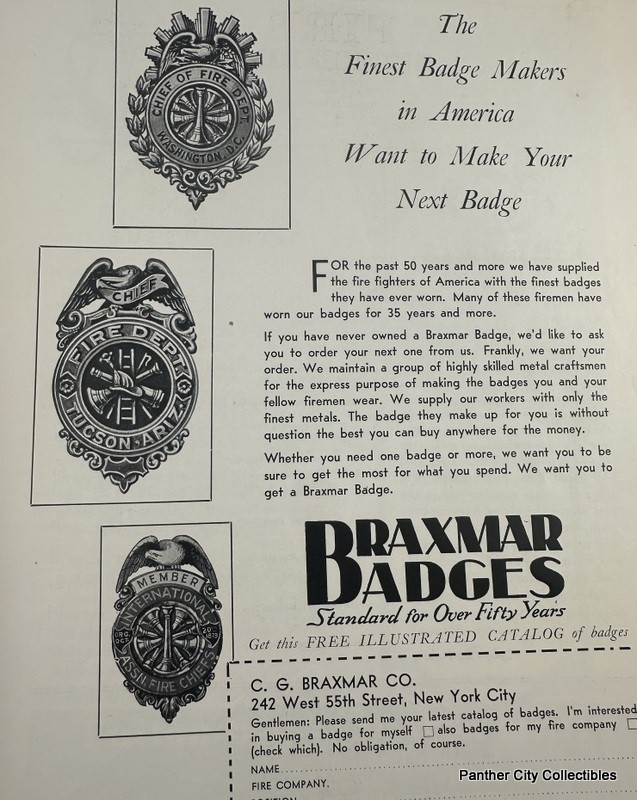 The
Finest Badge Makers
in America
Want to Make Your
Next Badge
CHIEF OF FIRE DEPT.
WASHINGTON, D.C.
CHIEF
FIRE DEPT.
TUCSON-ARIZ.
MEMBER
INTERNATIONAL
ORG. OCT.
20 1873
ASS'N. FIRE CHIEFS
FOR the past 50 years and more we have supplied
the fire fighters of America with the finest badges
they have ever worn. Many of these firemen have
worn our badges for 35 years and more.
If you have never owned a Braxmar Badge, we'd like to ask
you to order your next one from us. Frankly, we want your
order. We maintain a group of highly skilled metal craftsmen
for the express purpose of making the badges you and your
fellow firemen wear. We supply our workers with only the
finest metals. The badge they make up for you is without
question the best you can buy anywhere for the money.
Whether you need one badge or more, we want you to be
sure to get the most for what you spend. We want you to
get a Braxmar Badge.
BRAXMAR
BADGES
Standard for Over Fifty Years
Get this FREE ILLUSTRATED CATALOG of badges
C. G. BRAXMAR CO.
242 West 55th Street, New York City
Gentlemen: Please send me your latest catalog of badges. I'm interested
in buying a badge for myself □ also badges for my fire company □
(check which). No obligation, of course.
NAME
FIRE COMPANY.
POSITION
Panther City Collectibles